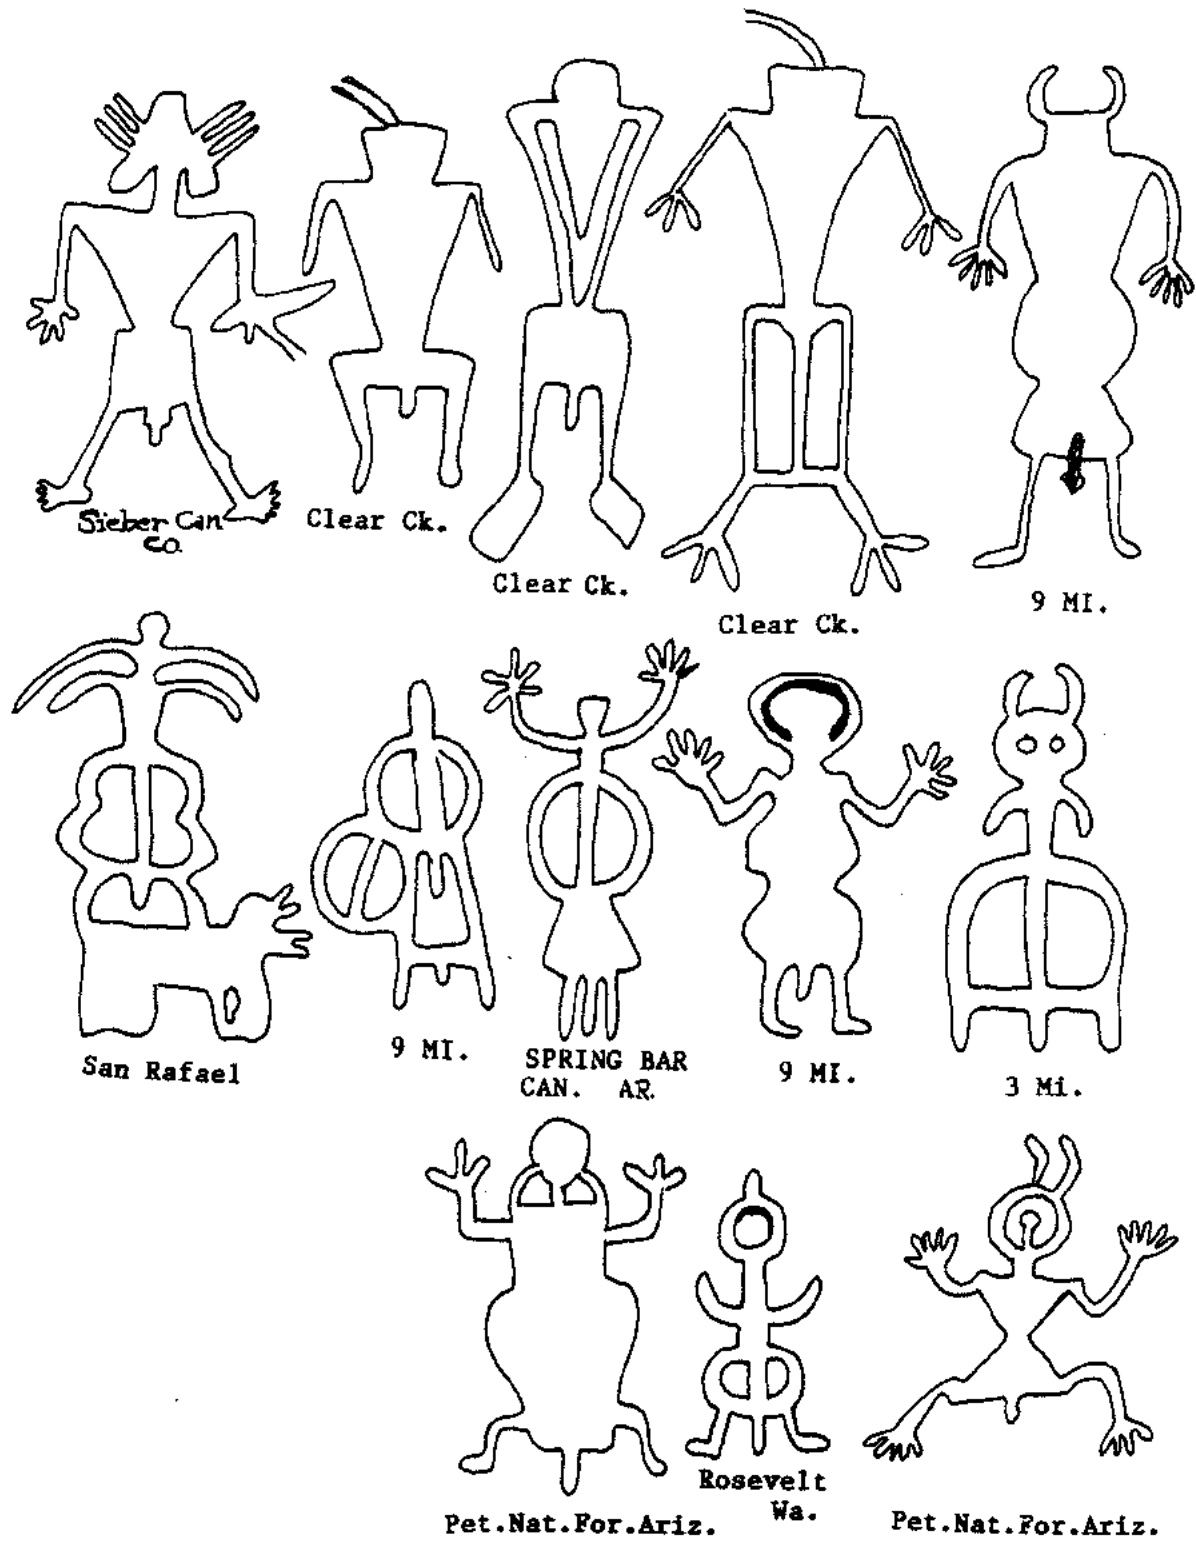 Sieber Can
Co.
Clear Ck.
Clear Ck.
Clear Ck.
9 MI.
San Rafael
9 MI.
SPRING BAR
CAN. AR.
9 MI.
3 Mi.
Pet.Nat.For.Ariz.
Rosevelt
Wa.
Pet.Nat.For.Ariz.